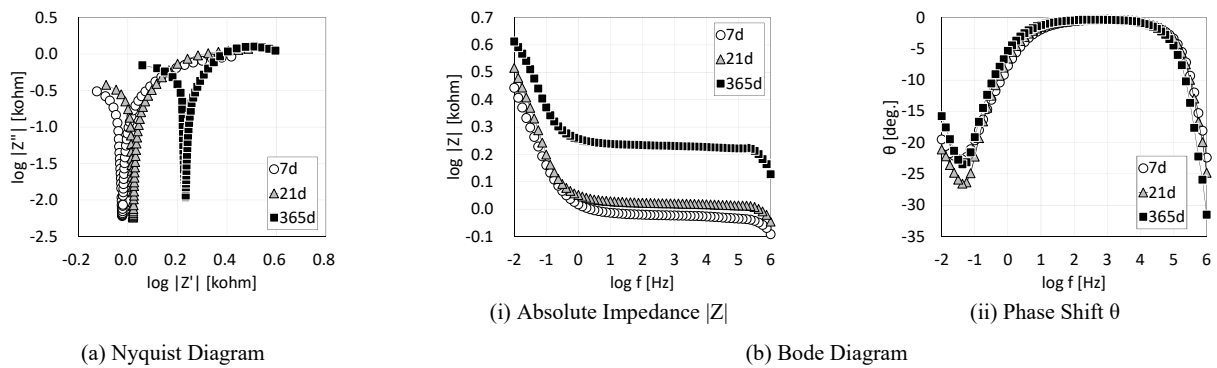 0.5
0.0
-0.5
-1.0
-1.5
-2.0
-2.5
log |Z"| [kohm]
-0.2 0.0 0.2 0.4 0.6 0.8
log |Z'| [kohm]
7d
21d
365d
(a) Nyquist Diagram
0.7
0.6
0.5
0.4
0.3
0.2
0.1
0.0
-0.1
log |Z| [kohm]
-2 -1 0 1 2 3 4 5 6
log f [Hz]
7d
21d
365d
(i) Absolute Impedance |Z|
0
-5
-10
-15
-20
-25
-30
-35
θ [deg.]
-2 -1 0 1 2 3 4 5 6
log f [Hz]
7d
21d
365d
(ii) Phase Shift θ
(b) Bode Diagram